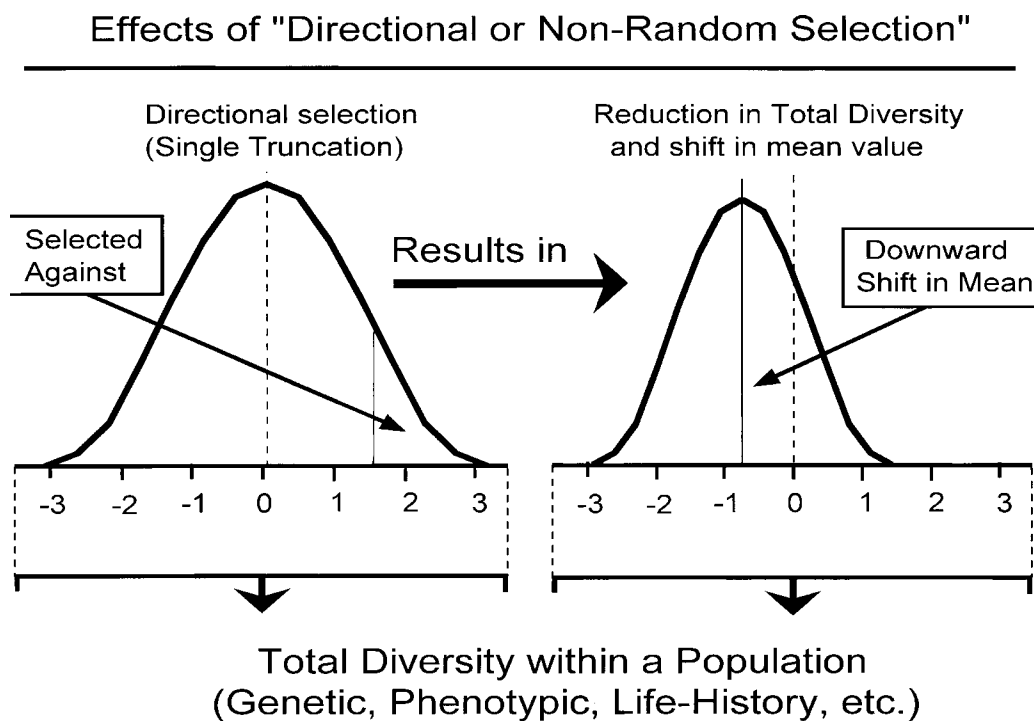 Effects of "Directional or Non-Random Selection"
Directional selection
(Single Truncation)
Reduction in Total Diversity
and shift in mean value
Selected
Against
Results in
Downward
Shift in Mean
-3 -2 -1 0 1 2 3
-3 -2 -1 0 1 2 3
Total Diversity within a Population
(Genetic, Phenotypic, Life-History, etc.)